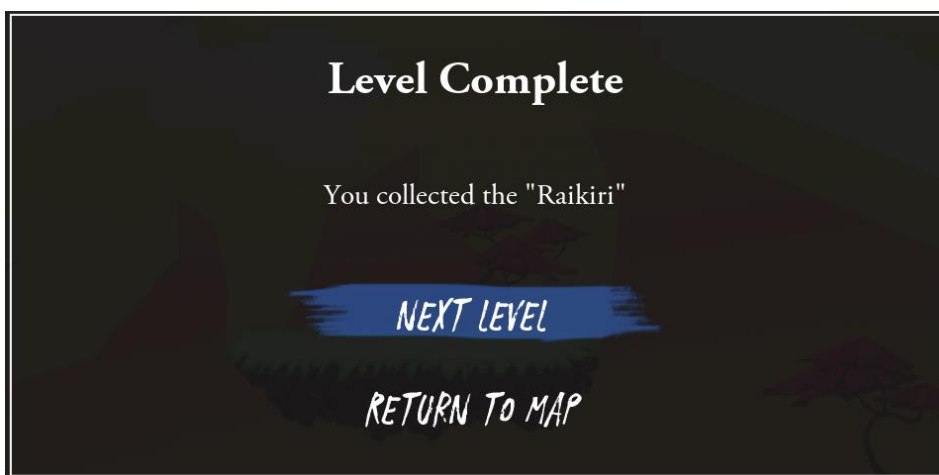 Level Complete
You collected the "Raikiri"
NEXT LEVEL
RETURN TO MAP